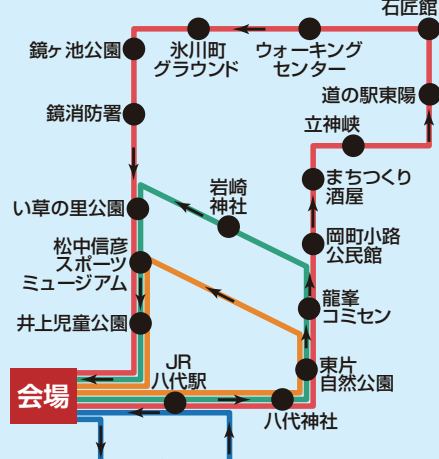 石匠館
鏡ヶ池公園
氷川町
グラウンド
ウォーキング
センター
道の駅東陽
鏡消防署
立神峡
まちつくり
酒屋
岩崎
神社
い草の里公園
岡町小路
公民館
松中信彦
スポーツ
ミュージアム
龍峯
コミセン
井上児童公園
JR
八代駅
東片
自然公園
会場
八代神社